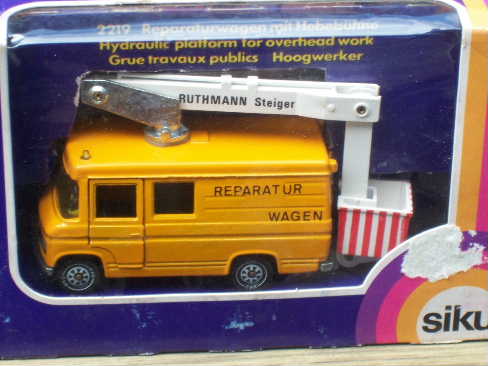 2219 Reparaturwagen mit Hebebühne
Hydraulic platform for overhead work
Grue travaux publics Hoogwerker
RUTHMANN Steiger
REPARATUR
WAGEN
siku